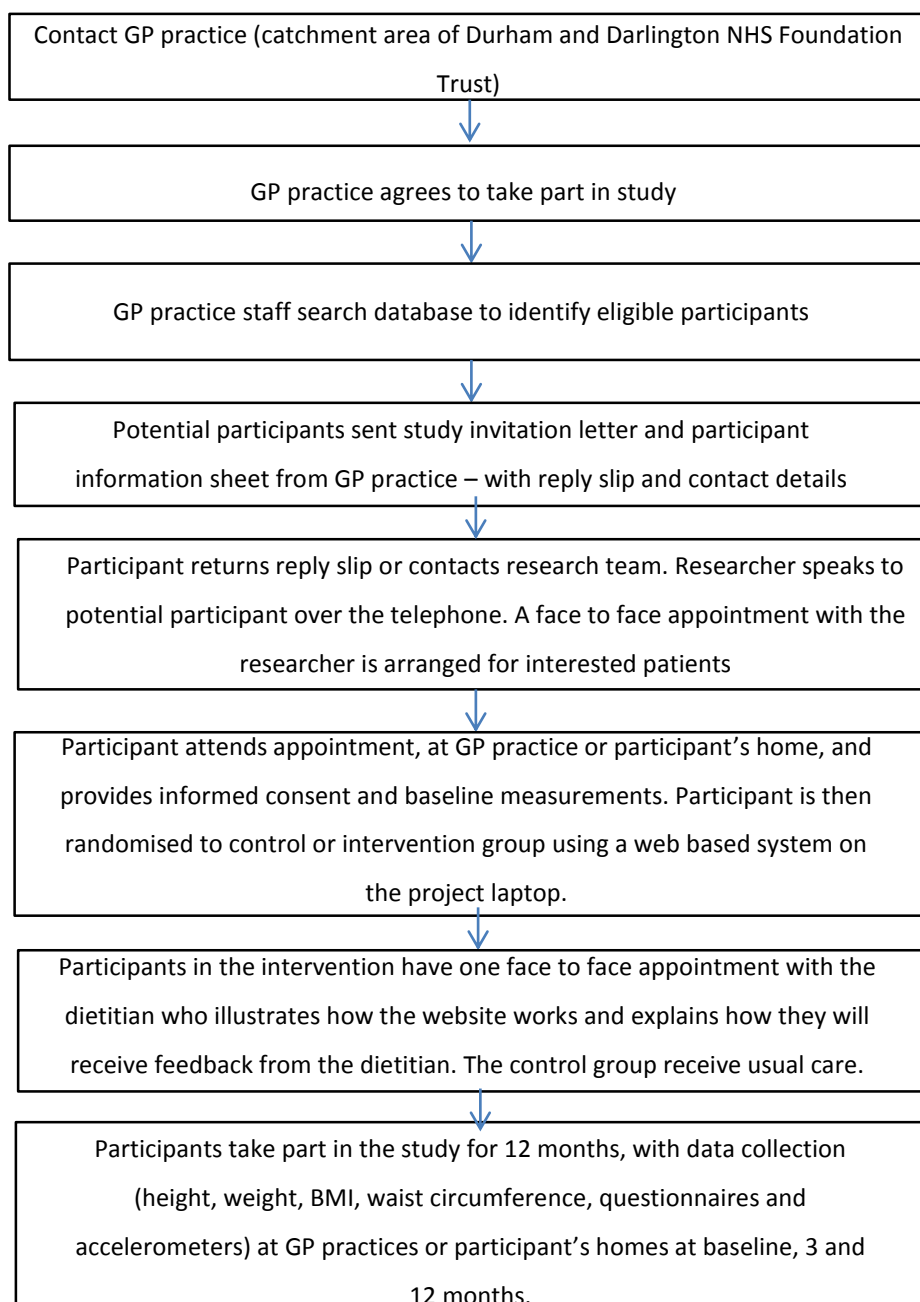 Contact GP practice (catchment area of Durham and Darlington NHS Foundation
Trust)
GP practice agrees to take part in study
GP practice staff search database to identify eligible participants
Potential participants sent study invitation letter and participant
information sheet from GP practice – with reply slip and contact details
Participant returns reply slip or contacts research team. Researcher speaks to
potential participant over the telephone. A face to face appointment with the
researcher is arranged for interested patients
Participant attends appointment, at GP practice or participant’s home, and
provides informed consent and baseline measurements. Participant is then
randomised to control or intervention group using a web based system on
the project laptop.
Participants in the intervention have one face to face appointment with the
dietitian who illustrates how the website works and explains how they will
receive feedback from the dietitian. The control group receive usual care.
Participants take part in the study for 12 months, with data collection
(height, weight, BMI, waist circumference, questionnaires and
accelerometers) at GP practices or participant’s homes at baseline, 3 and
12 months.